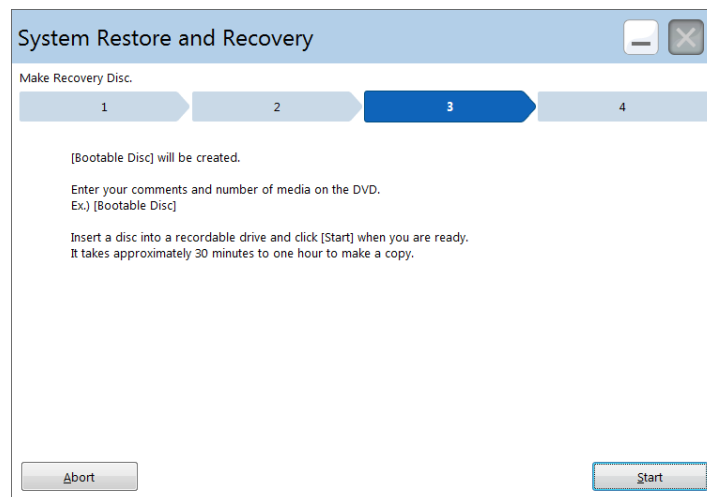 System Restore and Recovery
Make Recovery Disc.
1
2
3
4
[Bootable Disc] will be created.
Enter your comments and number of media on the DVD.
Ex.) [Bootable Disc]
Insert a disc into a recordable drive and click [Start] when you are ready.
It takes approximately 30 minutes to one hour to make a copy.
Abort
Start